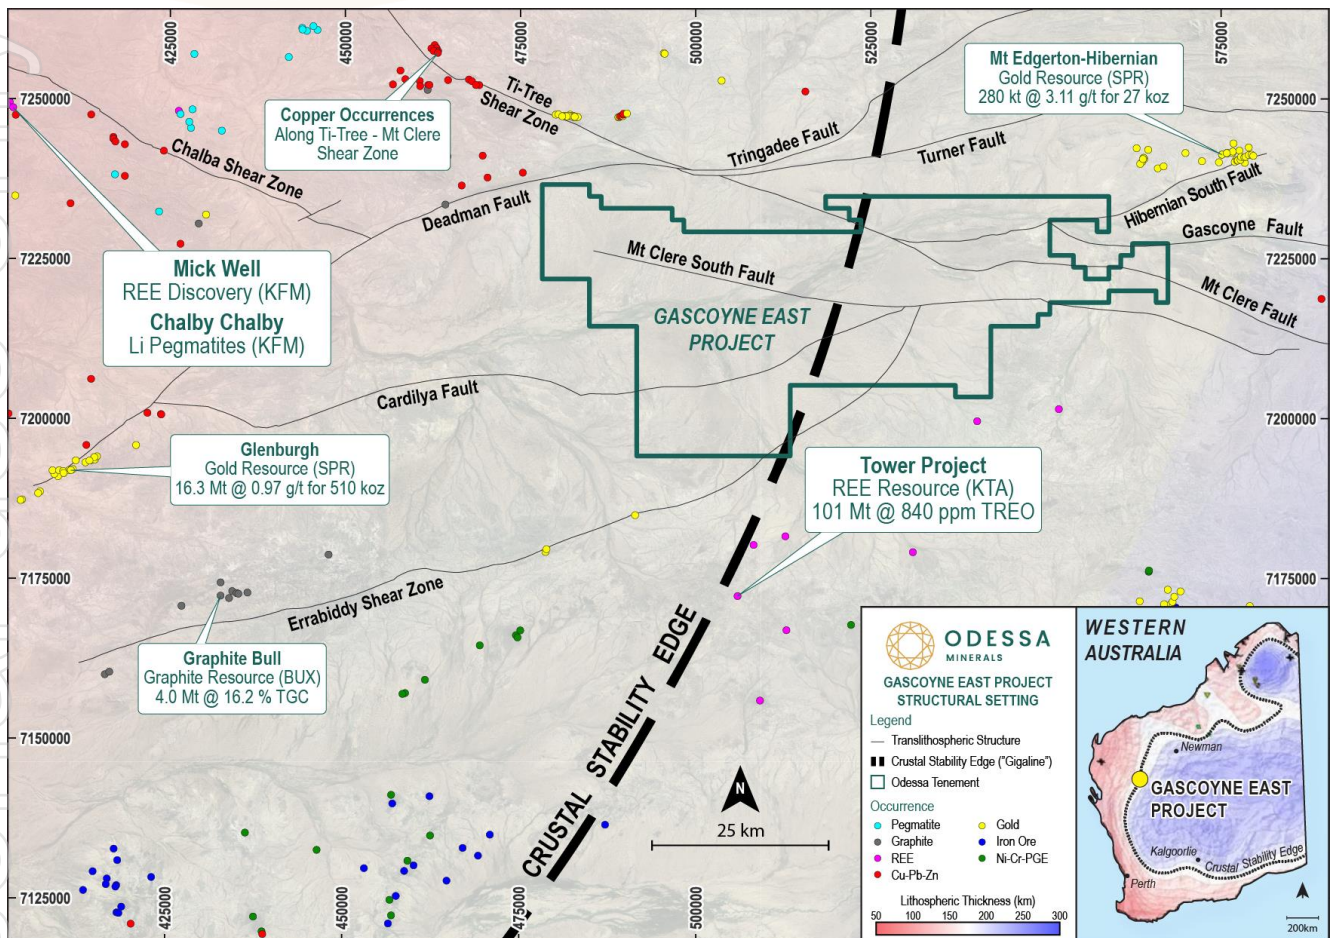 425000
450000
475000
500000
525000
575000
7250000
7250000
7225000
7225000
7200000
7200000
7175000
7175000
7150000
7125000
425000
450000
475000
500000
Mt Edgerton-Hibernian
Gold Resource (SPR)
280 kt @ 3.11 g/t for 27 koz
Copper Occurrences
Along Ti-Tree - Mt Clere
Shear Zone
Ti-Tree
Shear Zone
Chalba Shear Zone
Tringadee Fault
Turner Fault
Deadman Fault
Hibernian South Fault
Gascoyne Fault
Mt Clere Fault
Mt Clere South Fault
Mick Well
REE Discovery (KFM)
Chalby Chalby
Li Pegmatites (KFM)
GASCOYNE EAST
PROJECT
Cardilya Fault
Glenburgh
Gold Resource (SPR)
16.3 Mt @ 0.97 g/t for 510 koz
Tower Project
REE Resource (KTA)
101 Mt @ 840 ppm TREO
Errabiddy Shear Zone
Graphite Bull
Graphite Resource (BUX)
4.0 Mt @ 16.2 % TGC
CRUSTAL STABILITY EDGE
N
25 km
ODESSA
MINERALS
GASCOYNE EAST PROJECT
STRUCTURAL SETTING
Legend
Translithospheric Structure
Crustal Stability Edge ("Gigaline")
Odessa Tenement
Occurrence
Pegmatite
Graphite
REE
Cu-Pb-Zn
Gold
Iron Ore
Ni-Cr-PGE
Lithospheric Thickness (km)
50 100 150 200 250 300
WESTERN
AUSTRALIA
Newman
GASCOYNE EAST
PROJECT
Kalgoorlie
Crustal Stability Edge
Perth
200km